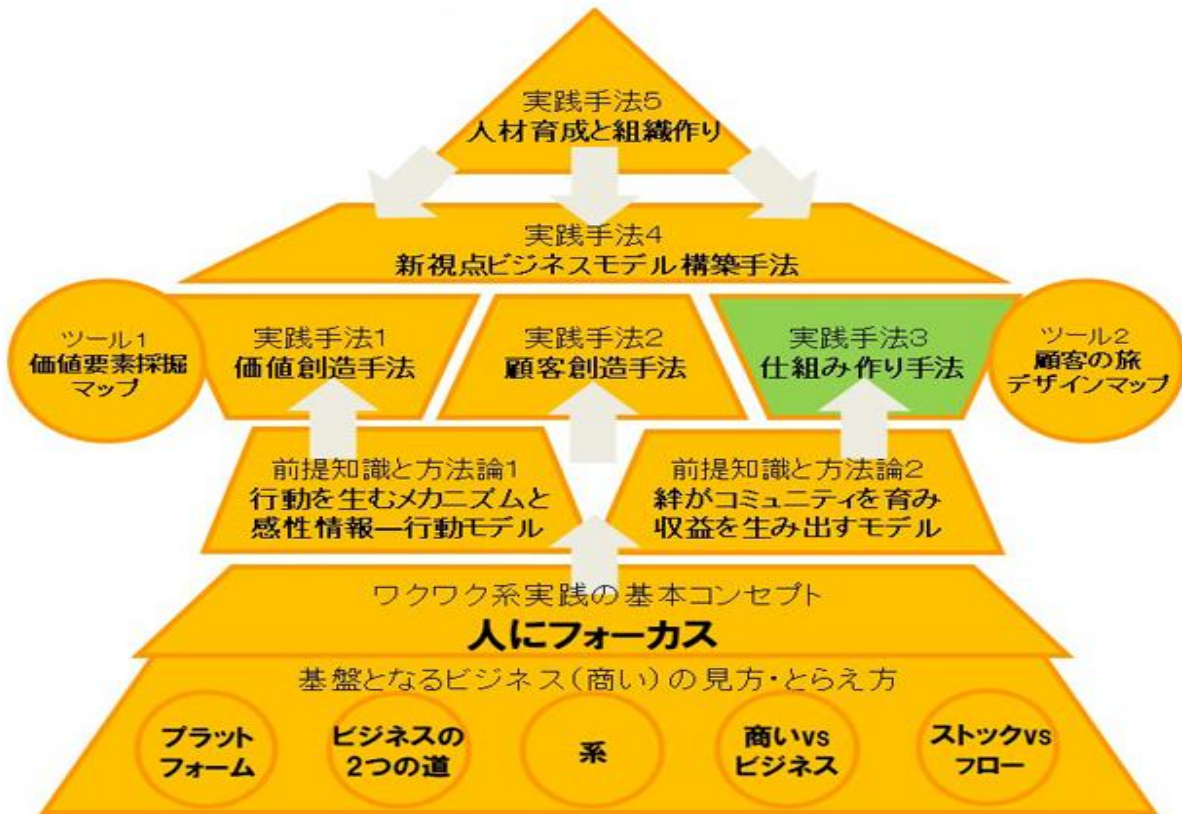 実践手法5
人材育成と組織作り
実践手法4
新視点ビジネスモデル構築手法
ツール1
価値要素採掘
マップ
実践手法1
価値創造手法
実践手法2
顧客創造手法
実践手法3
仕組み作り手法
ツール2
顧客の旅
デザインマップ
前提知識と方法論1
行動を生むメカニズムと
感性情報―行動モデル
前提知識と方法論2
絆がコミュニティを育み
収益を生み出すモデル
ワクワク系実践の基本コンセプト
人にフォーカス
基盤となるビジネス(商い)の見方・とらえ方
プラット
フォーム
ビジネスの
2つの道
系
商いvs
ビジネス
ストックvs
フロー